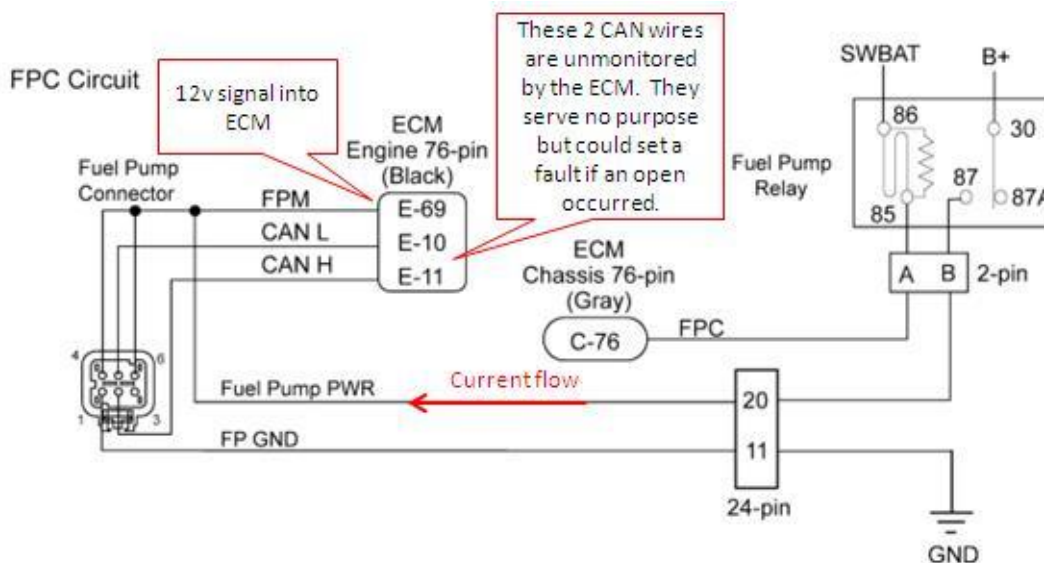 FPC Circuit
12v signal into
ECM
These 2 CAN wires
are unmonitored
by the ECM. They
serve no purpose
but could set a
fault if an open
occurred.
SWBAT
B+
86
30
Fuel Pump
Relay
87
87A
85
Fuel Pump
Connector
ECM
Engine 76-pin
(Black)
FPM
E-69
CAN L
E-10
CAN H
E-11
A
B
2-pin
ECM
Chassis 76-pin
(Gray)
C-76
FPC
4
6
1
3
Fuel Pump PWR
Current flow
20
FP GND
11
24-pin
GND